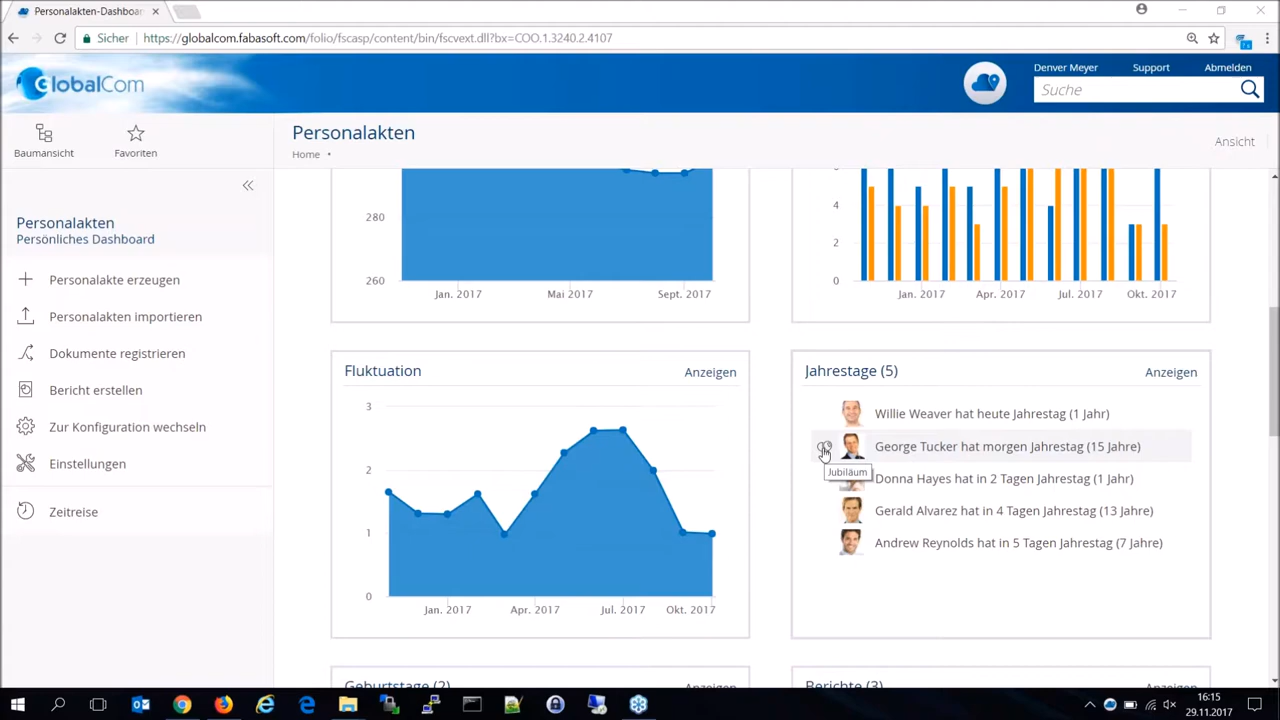 Personalakten-Dashboar
Sicher https://globalcom.fabasoft.com/folio/fscasp/content/bin/fscvext.dll?bx=COO.1.3240.2.4107
GlobalCom
Denver Meyer Support Abmelden
Suche
Baumansicht Favoriten
Personalakten
Home •
Ansicht
Personalakten
Persönliches Dashboard
Personalakte erzeugen
Personalakten importieren
Dokumente registrieren
Bericht erstellen
Zur Konfiguration wechseln
Einstellungen
Zeitreise
280
260
Jan. 2017 Mai 2017 Sept. 2017
4
2
0
Jan. 2017 Apr. 2017 Jul. 2017 Okt. 2017
Fluktuation Anzeigen
3
2
1
0
Jan. 2017 Apr. 2017 Jul. 2017 Okt. 2017
Jahrestage (5) Anzeigen
Willie Weaver hat heute Jahrestag (1 Jahr)
George Tucker hat morgen Jahrestag (15 Jahre)
Jubiläum
Donna Hayes hat in 2 Tagen Jahrestag (1 Jahr)
Gerald Alvarez hat in 4 Tagen Jahrestag (13 Jahre)
Andrew Reynolds hat in 5 Tagen Jahrestag (7 Jahre)
Geburtstage (2) Anzeigen
Berichte (3) Anzeigen
16:15
29.11.2017